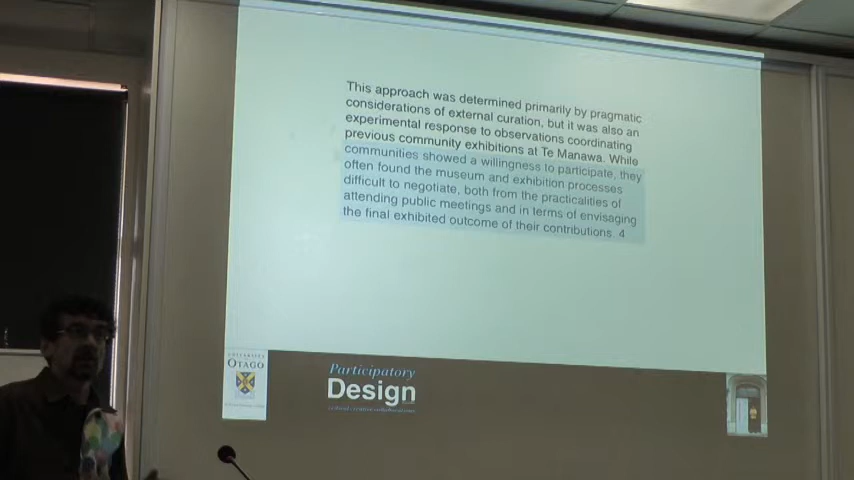 This approach was determined primarily by pragmatic
considerations of external curation, but it was also an
experimental response to observations coordinating
previous community exhibitions at Te Manawa. While
communities showed a willingness to participate, they
often found the museum and exhibition processes
difficult to negotiate, both from the practicalities of
attending public meetings and in terms of envisaging
the final exhibited outcome of their contributions. 4
UNIVERSITY
OTAGO
Participatory
Design